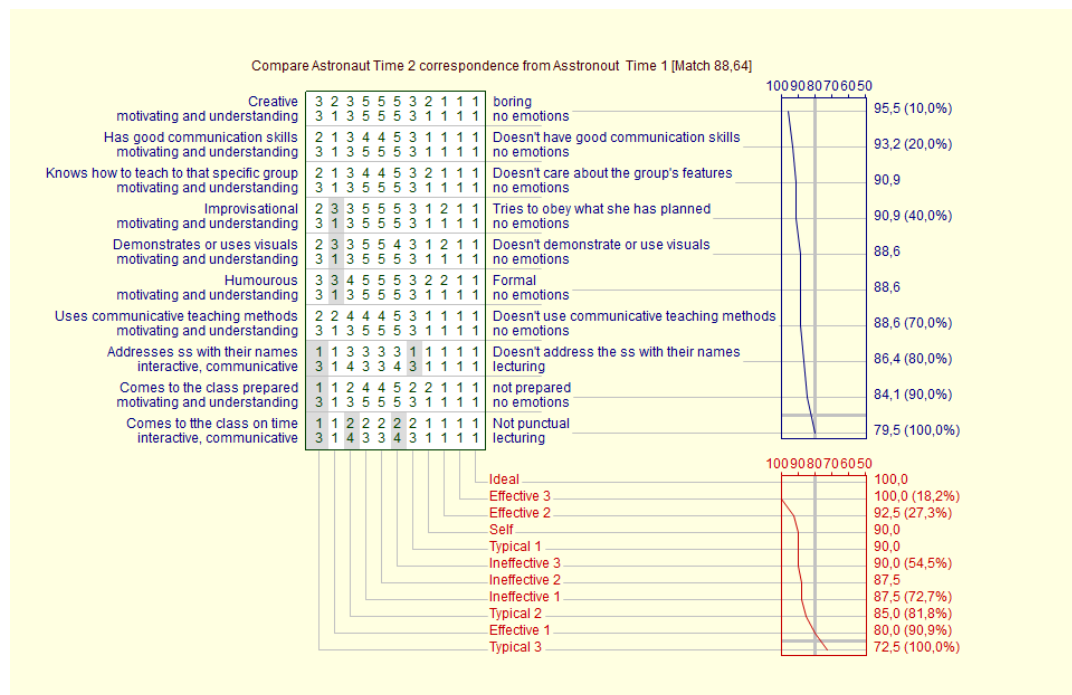 Compare Astronaut Time 2 correspondence from Asstronout Time 1 [Match 88,64]
100 90 80 70 60 50
Creative 3 2 3 5 5 5 3 2 1 1 1 boring 95,5 (10,0%)
motivating and understanding 3 1 3 5 5 5 3 1 1 1 1 no emotions
Has good communication skills 2 1 3 4 4 5 3 1 1 1 1 Doesn't have good communication skills 93,2 (20,0%)
motivating and understanding 3 1 3 5 5 5 3 1 1 1 1 no emotions
Knows how to teach to that specific group 2 1 3 4 4 5 3 2 1 1 1 Doesn't care about the group's features 90,9
motivating and understanding 3 1 3 5 5 5 3 1 1 1 1 no emotions
Improvisational 2 3 3 5 5 5 3 1 2 1 1 Tries to obey what she has planned 90,9 (40,0%)
motivating and understanding 3 1 3 5 5 5 3 1 1 1 1 no emotions
Demonstrates or uses visuals 2 3 3 5 5 4 3 1 2 1 1 Doesn't demonstrate or use visuals 88,6
motivating and understanding 3 1 3 5 5 5 3 1 1 1 1 no emotions
Humourous 3 3 4 5 5 5 3 2 2 1 1 Formal 88,6
motivating and understanding 3 1 3 5 5 5 3 1 1 1 1 no emotions
Uses communicative teaching methods 2 2 4 4 4 5 3 1 1 1 1 Doesn't use communicative teaching methods 88,6 (70,0%)
motivating and understanding 3 1 3 5 5 5 3 1 1 1 1 no emotions
Addresses ss with their names 1 1 3 3 3 3 1 1 1 1 1 Doesn't address the ss with their names 86,4 (80,0%)
interactive, communicative 3 1 4 3 3 4 3 1 1 1 1 lecturing
Comes to the class prepared 1 1 2 4 4 5 2 2 1 1 1 not prepared 84,1 (90,0%)
motivating and understanding 3 1 3 5 5 5 3 1 1 1 1 no emotions
Comes to tthe class on time 1 1 2 2 2 2 2 1 1 1 1 Not punctual 79,5 (100,0%)
interactive, communicative 3 1 4 3 3 4 3 1 1 1 1 lecturing
100 90 80 70 60 50
Ideal 100,0
Effective 3 100,0 (18,2%)
Effective 2 92,5 (27,3%)
Self 90,0
Typical 1 90,0
Ineffective 3 90,0 (54,5%)
Ineffective 2 87,5
Ineffective 1 87,5 (72,7%)
Typical 2 85,0 (81,8%)
Effective 1 80,0 (90,9%)
Typical 3 72,5 (100,0%)